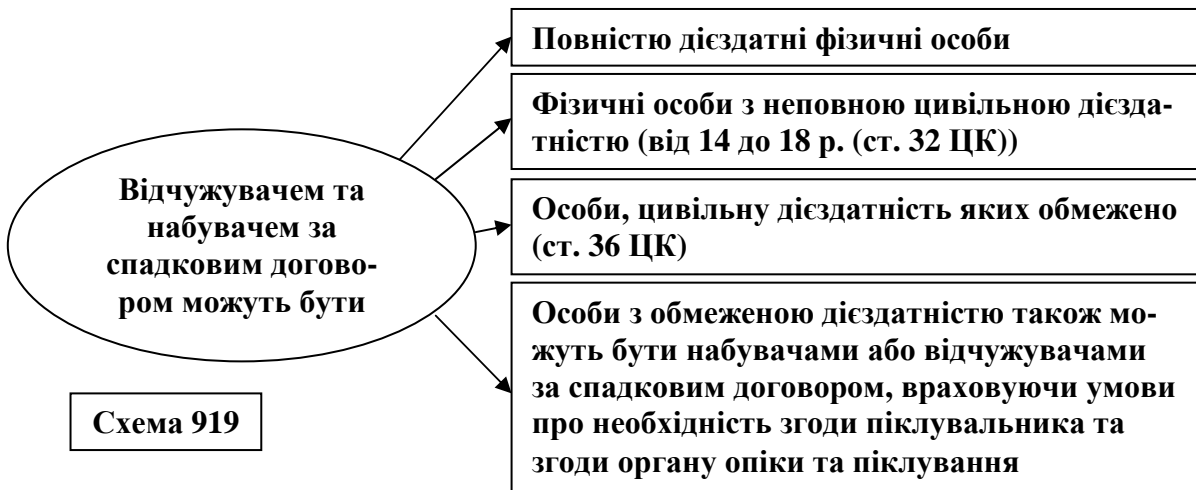 Відчужувачем та
набувачем за
спадковим догово-
ром можуть бути
Повністю дієздатні фізичні особи
Фізичні особи з неповною цивільною дієзда-
тністю (від 14 до 18 р. (ст. 32 ЦК))
Особи, цивільну дієздатність яких обмежено
(ст. 36 ЦК)
Особи з обмеженою дієздатністю також мо-
жуть бути набувачами або відчужувачами
за спадковим договором, враховуючи умови
про необхідність згоди піклувальника та
згоди органу опіки та піклування
Схема 919